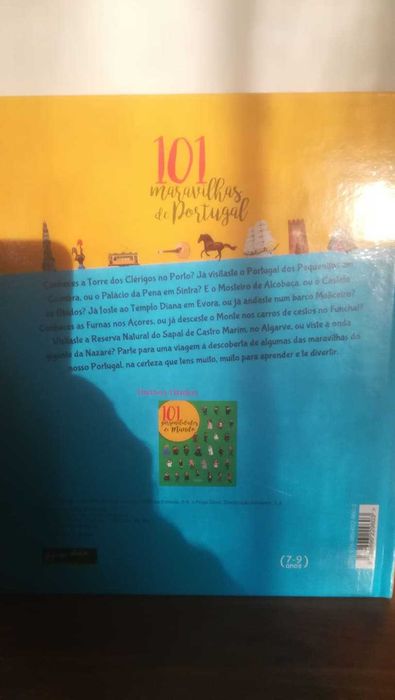 101
maravilhas
de Portugal
Conheces a Torre dos Clérigos no Porto? Já visitaste o Portugal dos Pequenitos em
Coimbra, ou o Palácio da Pena em Sintra? E o Mosteiro de Alcobaça, ou o Castelo
de Óbidos? Já foste ao Templo Diana em Évora, ou já andaste num barco Moliceiro?
Conheces as Furnas nos Açores, ou já desceste o Monte nos carros de cestos no Funchal?
Visitaste a Reserva Natural do Sapal de Castro Marim, no Algarve, ou viste a onda
gigante da Nazaré? Parte para uma viagem à descoberta de algumas das maravilhas do
nosso Portugal, na certeza que tens muito, muito para aprender e te divertir.
101
personalidades
do Mundo
(7-9)
anos